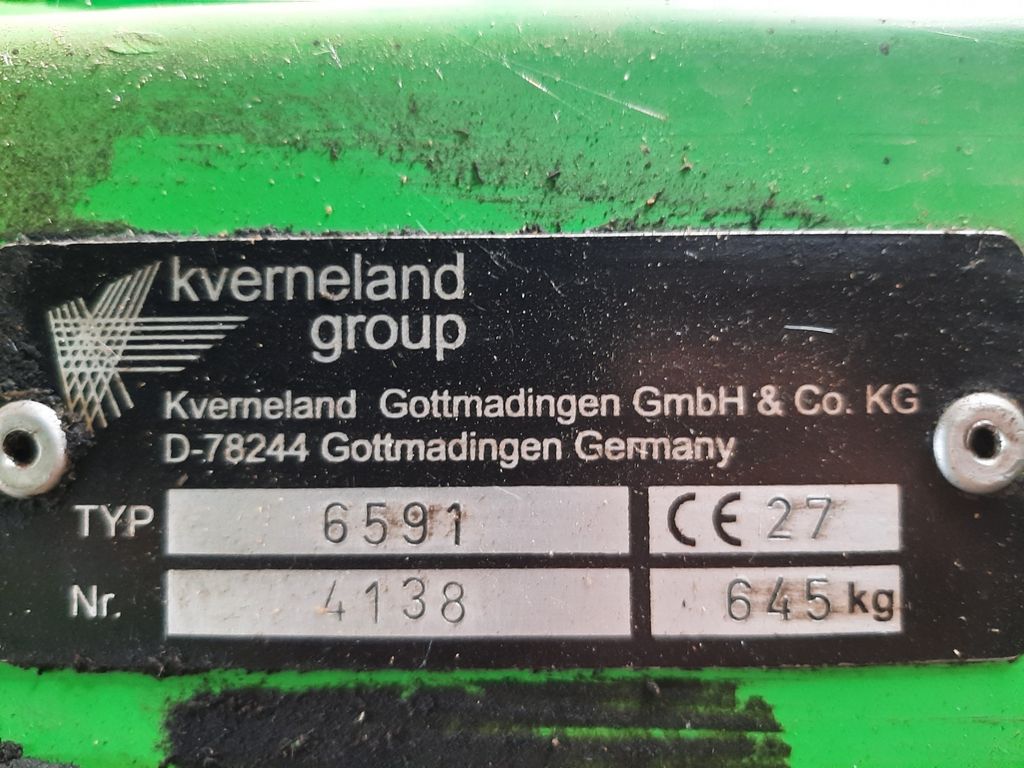 kverneland
group
Kverneland Gottmadingen GmbH & Co. KG
D-78244 Gottmadingen Germany
TYP 6591 CE 27
Nr. 4138 645 kg